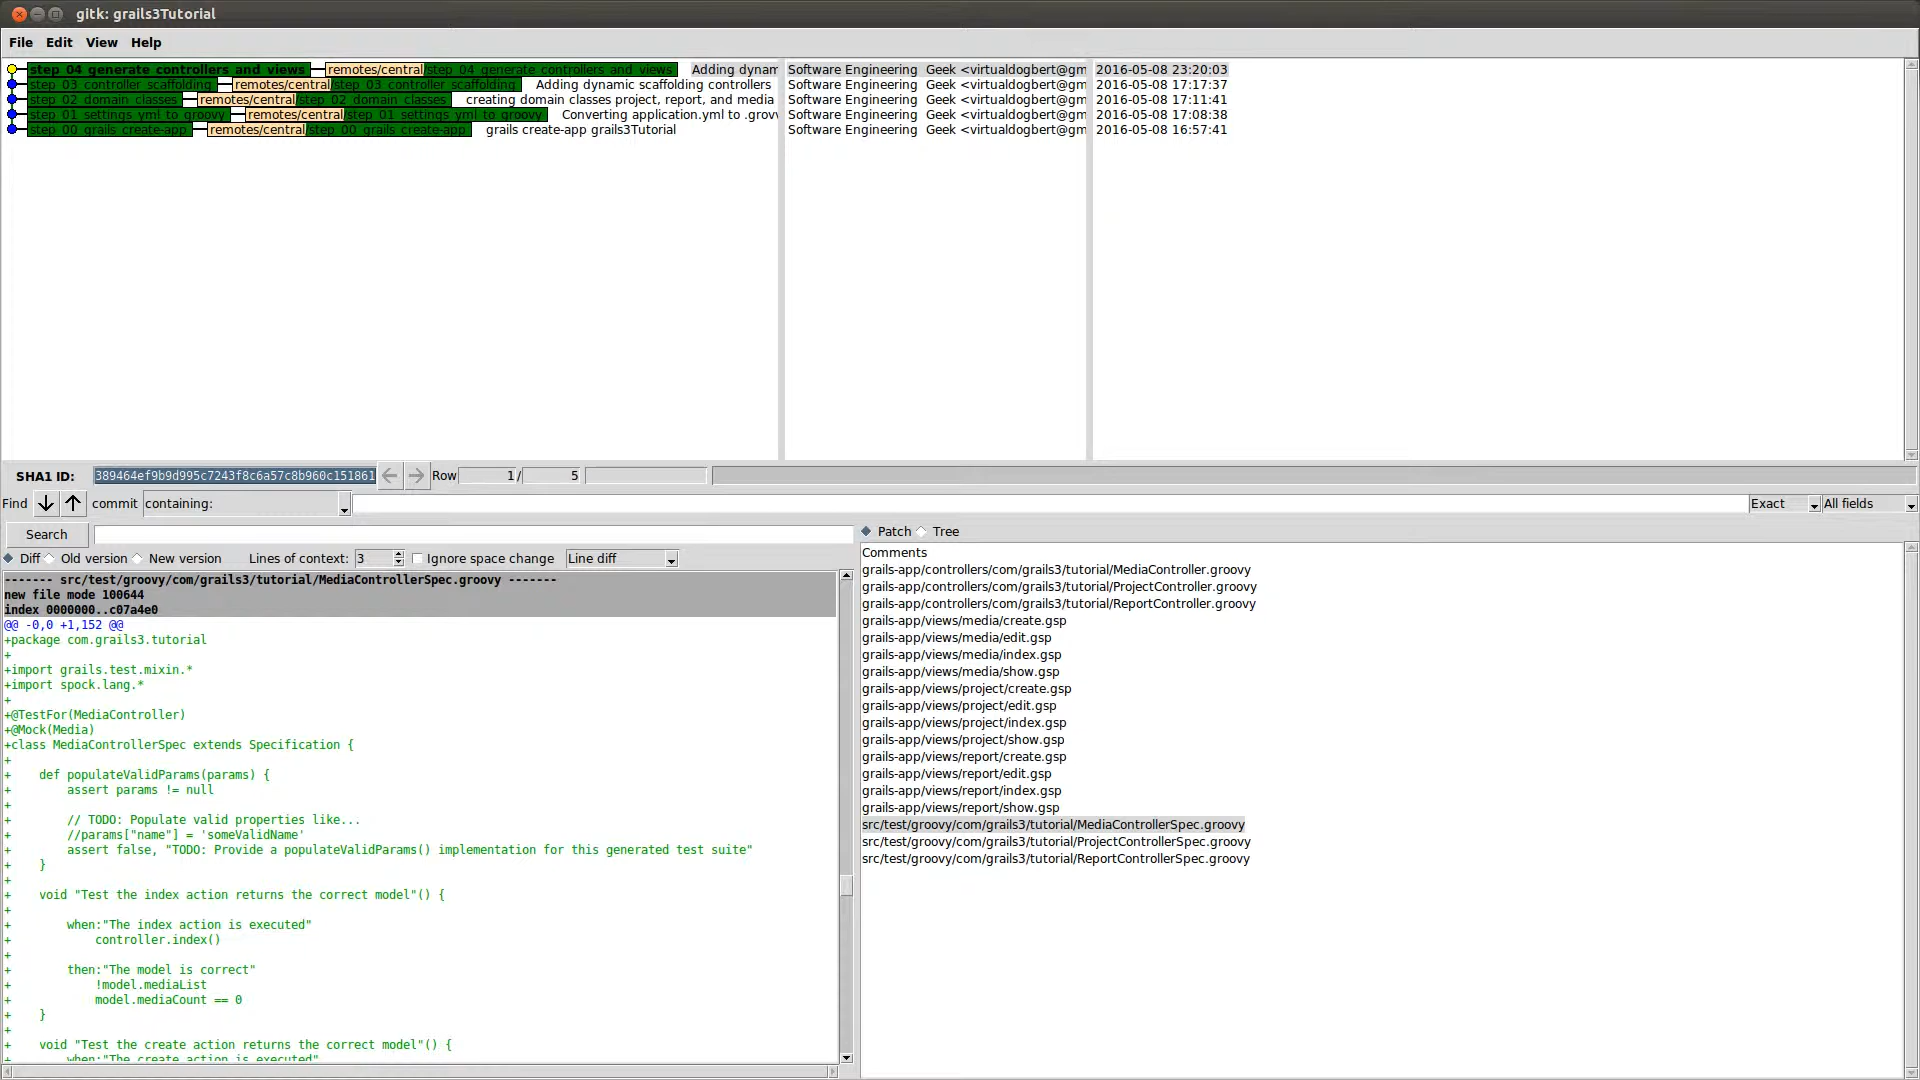 gitk: grails3Tutorial
File Edit View Help
step_04_generate_controllers_and_views remotes/central/step_04_generate_controllers_and_views Adding dynam Software Engineering Geek <virtualdogbert@gm 2016-05-08 23:20:03
step_03_controller_scaffolding remotes/central/step_03_controller_scaffolding Adding dynamic scaffolding controllers Software Engineering Geek <virtualdogbert@gm 2016-05-08 17:17:37
step_02_domain_classes remotes/central/step_02_domain_classes creating domain classes project, report, and media Software Engineering Geek <virtualdogbert@gm 2016-05-08 17:11:41
step_01_settings_yml_to_groovy remotes/central/step_01_settings_yml_to_groovy Converting application.yml to .grovv Software Engineering Geek <virtualdogbert@gm 2016-05-08 17:08:38
step_00_grails_create-app remotes/central/step_00_grails_create-app grails create-app grails3Tutorial Software Engineering Geek <virtualdogbert@gm 2016-05-08 16:57:41
SHA1 ID: 389464ef9b9d995c7243f8c6a57c8b960c151861 Row 1 / 5
Find commit containing: Exact All fields
Search
Diff Old version New version Lines of context: 3 Ignore space change Line diff
------- src/test/groovy/com/grails3/tutorial/MediaControllerSpec.groovy -------
new file mode 100644
index 0000000..c07a4e0
@@ -0,0 +1,152 @@
+package com.grails3.tutorial
+
+import grails.test.mixin.*
+import spock.lang.*
+
+@TestFor(MediaController)
+@Mock(Media)
+class MediaControllerSpec extends Specification {
+
+    def populateValidParams(params) {
+        assert params != null
+
+        // TODO: Populate valid properties like...
+        //params["name"] = 'someValidName'
+        assert false, "TODO: Provide a populateValidParams() implementation for this generated test suite"
+    }
+
+    void "Test the index action returns the correct model"() {
+
+        when:"The index action is executed"
+            controller.index()
+
+        then:"The model is correct"
+            !model.mediaList
+            model.mediaCount == 0
+    }
+
+    void "Test the create action returns the correct model"() {
+        when:"The create action is executed"
Patch Tree
Comments
grails-app/controllers/com/grails3/tutorial/MediaController.groovy
grails-app/controllers/com/grails3/tutorial/ProjectController.groovy
grails-app/controllers/com/grails3/tutorial/ReportController.groovy
grails-app/views/media/create.gsp
grails-app/views/media/edit.gsp
grails-app/views/media/index.gsp
grails-app/views/media/show.gsp
grails-app/views/project/create.gsp
grails-app/views/project/edit.gsp
grails-app/views/project/index.gsp
grails-app/views/project/show.gsp
grails-app/views/report/create.gsp
grails-app/views/report/edit.gsp
grails-app/views/report/index.gsp
grails-app/views/report/show.gsp
src/test/groovy/com/grails3/tutorial/MediaControllerSpec.groovy
src/test/groovy/com/grails3/tutorial/ProjectControllerSpec.groovy
src/test/groovy/com/grails3/tutorial/ReportControllerSpec.groovy